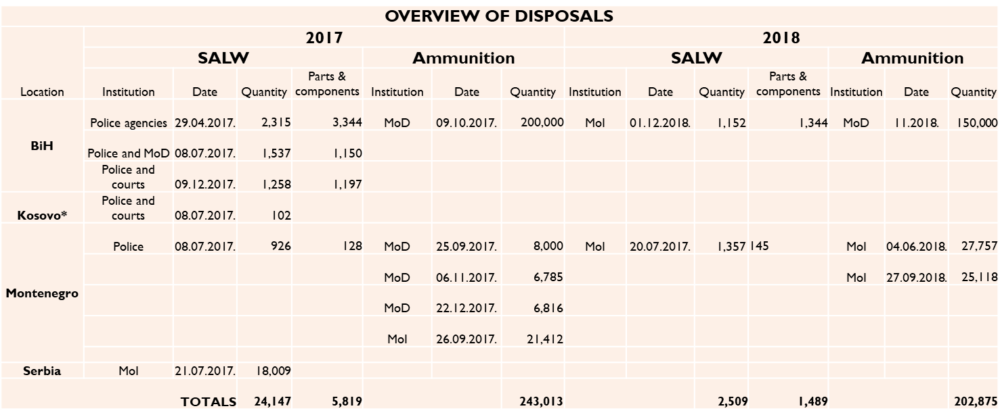 OVERVIEW OF DISPOSALS
2017 2018
SALW Ammunition SALW Ammunition
Location Institution Date Quantity Parts & components Institution Date Quantity Institution Date Quantity Parts & components Institution Date Quantity
BiH Police agencies 29.04.2017. 2,315 3,344 MoD 09.10.2017. 200,000 MoI 01.12.2018. 1,152 1,344 MoD 11.2018. 150,000
Police and MoD 08.07.2017. 1,537 1,150
Police and courts 09.12.2017. 1,258 1,197
Kosovo* Police and courts 08.07.2017. 102
Montenegro Police 08.07.2017. 926 128 MoD 25.09.2017. 8,000 MoI 20.07.2017. 1,357 145 MoI 04.06.2018. 27,757
MoD 06.11.2017. 6,785 MoI 27.09.2018. 25,118
MoD 22.12.2017. 6,816
MoI 26.09.2017. 21,412
Serbia MoI 21.07.2017. 18,009
TOTALS 24,147 5,819 243,013 2,509 1,489 202,875